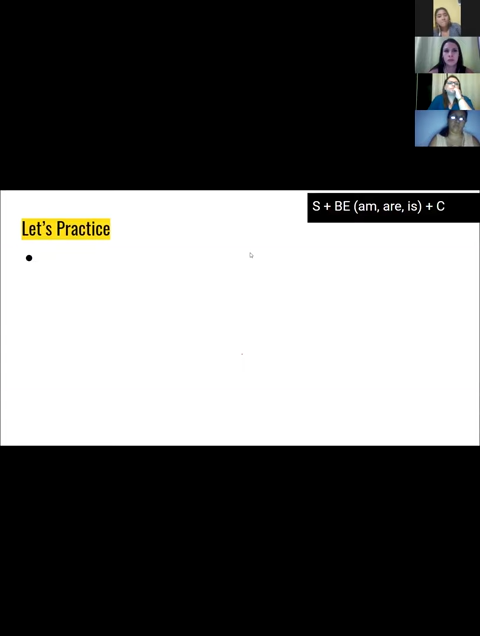 S + BE (am, are, is) + C
Let's Practice